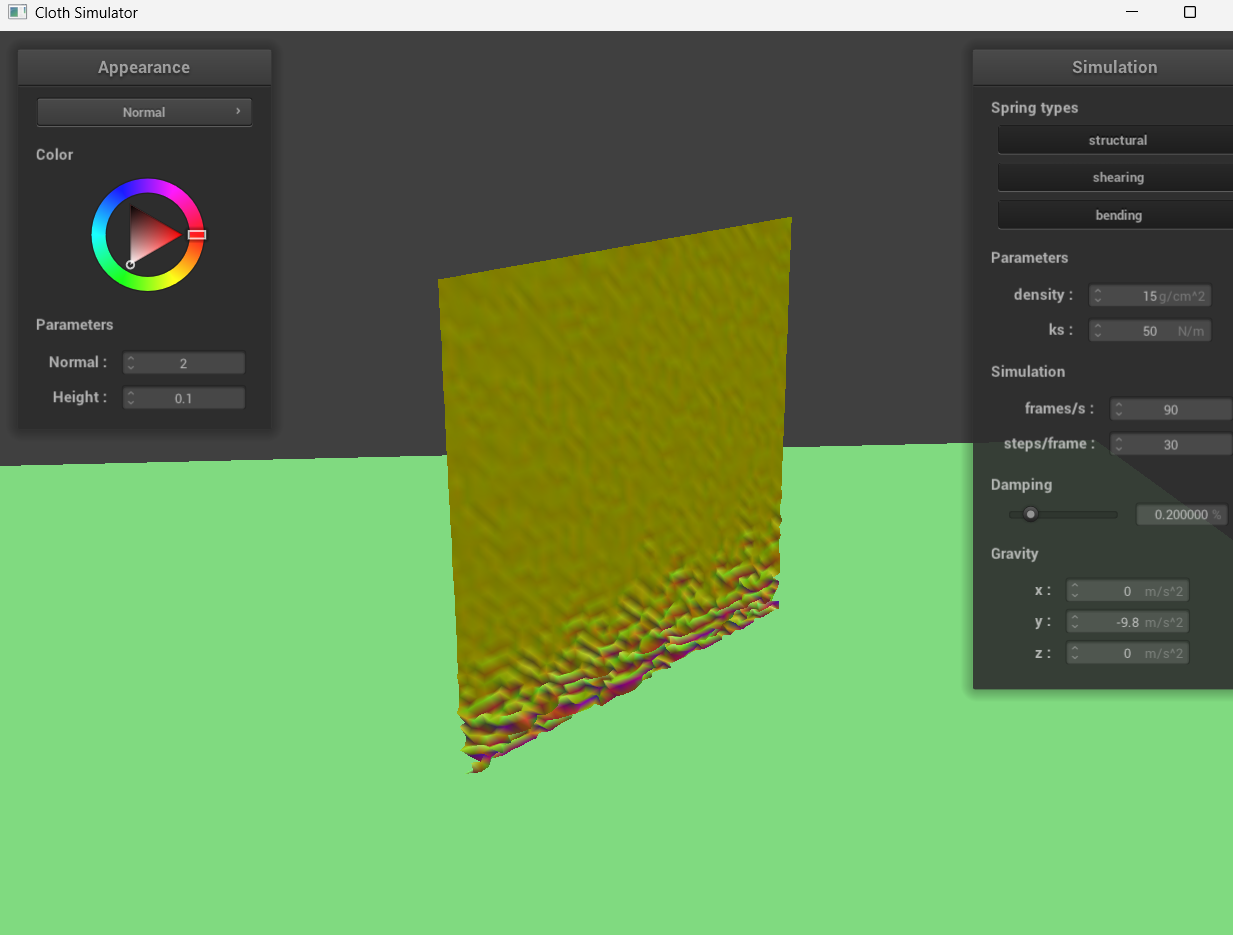 Cloth Simulator
Appearance
Normal
Color
Parameters
Normal : 2
Height : 0.1
Simulation
Spring types
structural
shearing
bending
Parameters
density : 15 g/cm^2
ks : 50 N/m
Simulation
frames/s : 90
steps/frame : 30
Damping
0.200000 %
Gravity
x : 0 m/s^2
y : -9.8 m/s^2
z : 0 m/s^2